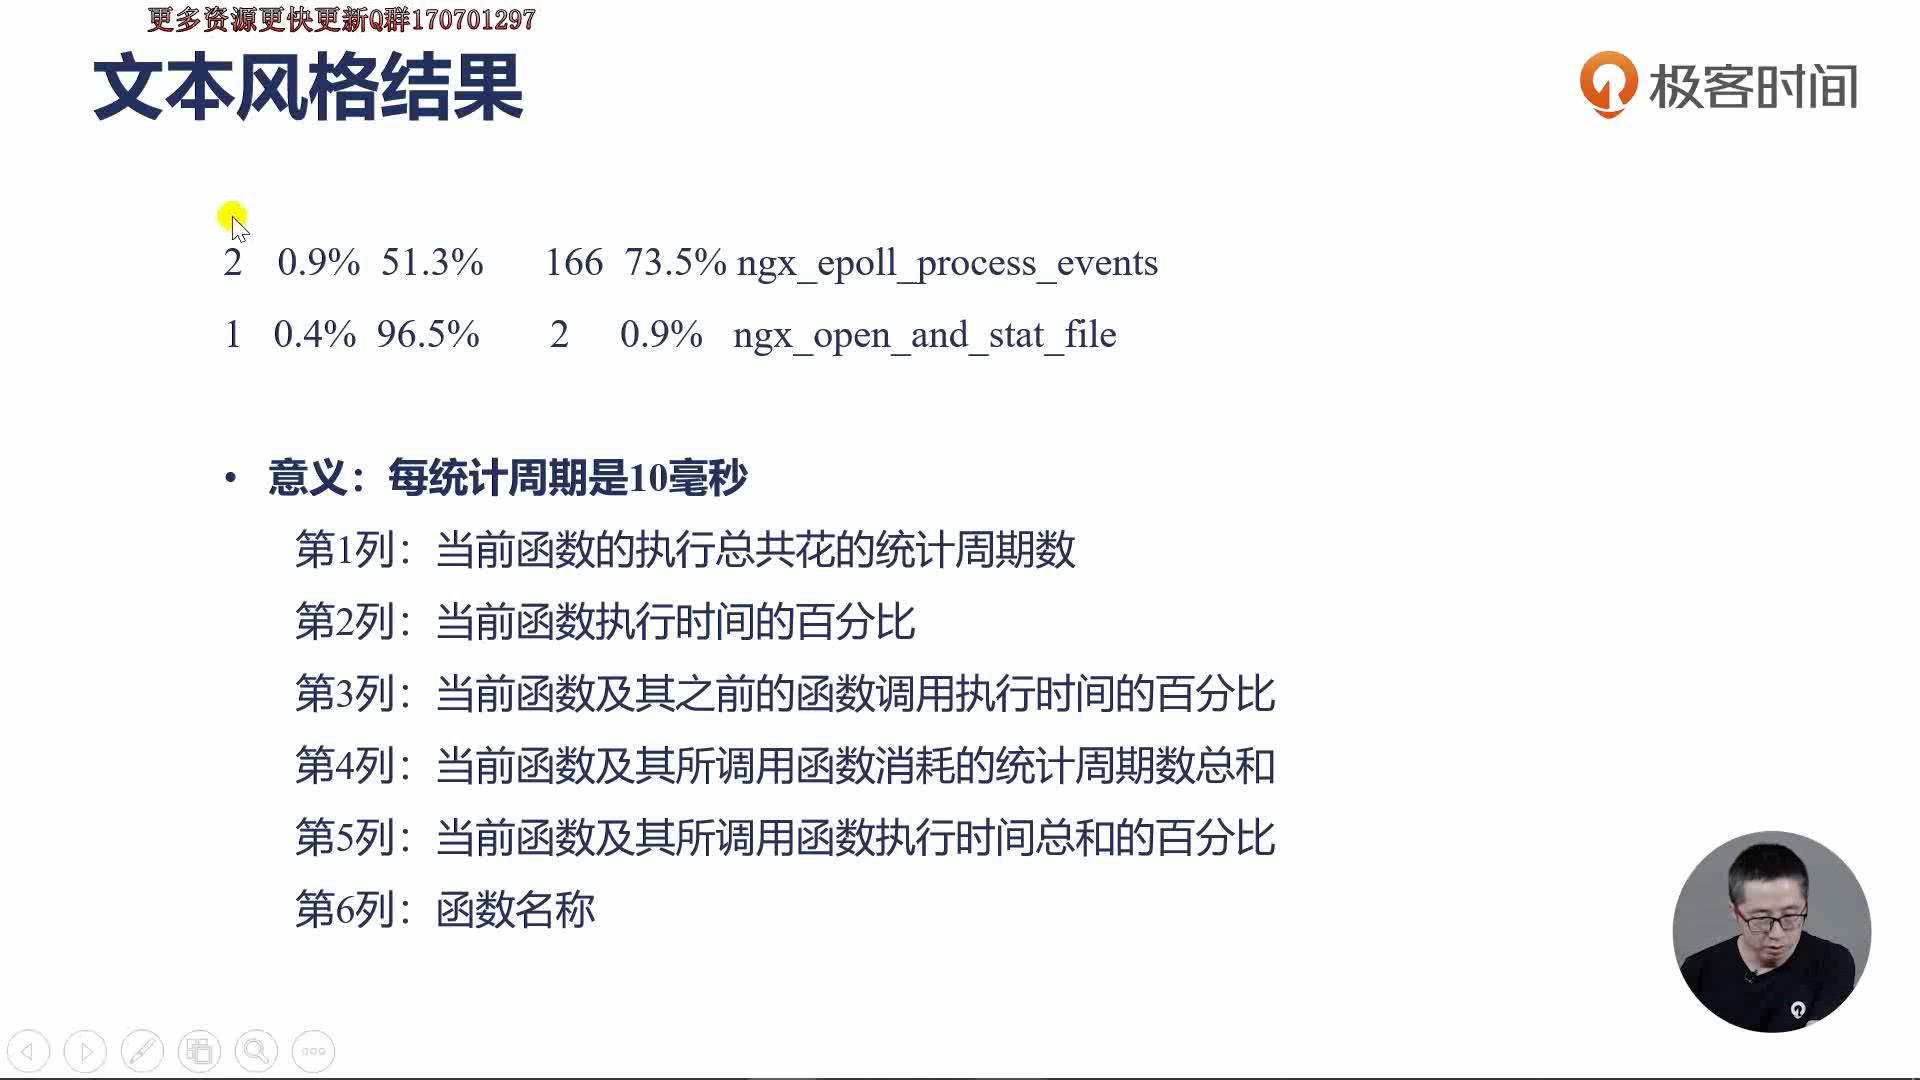 更多资源更快更新Q群170701297
文本风格结果
极客时间
2 0.9% 51.3% 166 73.5% ngx_epoll_process_events
1 0.4% 96.5% 2 0.9% ngx_open_and_stat_file
• 意义：每统计周期是10毫秒
第1列：当前函数的执行总共花的统计周期数
第2列：当前函数执行时间的百分比
第3列：当前函数及其之前的函数调用执行时间的百分比
第4列：当前函数及其所调用函数消耗的统计周期数总和
第5列：当前函数及其所调用函数执行时间总和的百分比
第6列：函数名称